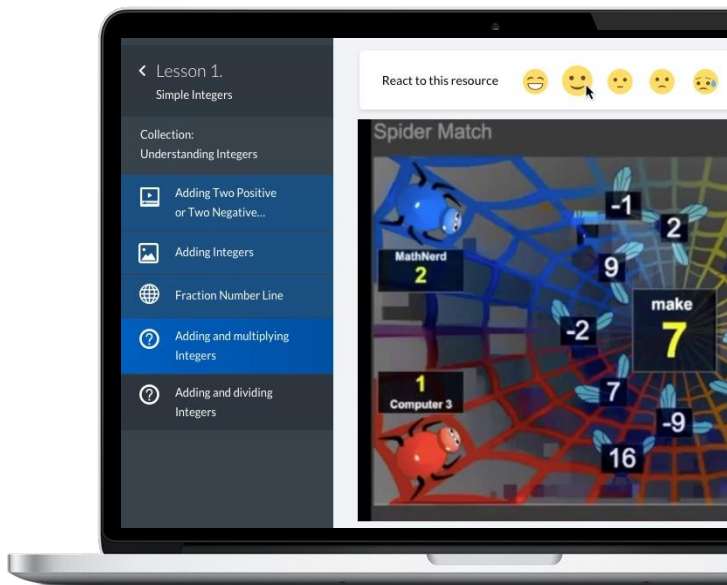 Lesson 1.
Simple Integers
Collection:
Understanding Integers
Adding Two Positive
or Two Negative...
Adding Integers
Fraction Number Line
Adding and multiplying
Integers
Adding and dividing
Integers
React to this resource
Spider Match
MathNerd
2
1
Computer 3
-1
2
9
make
7
-2
7
-9
16